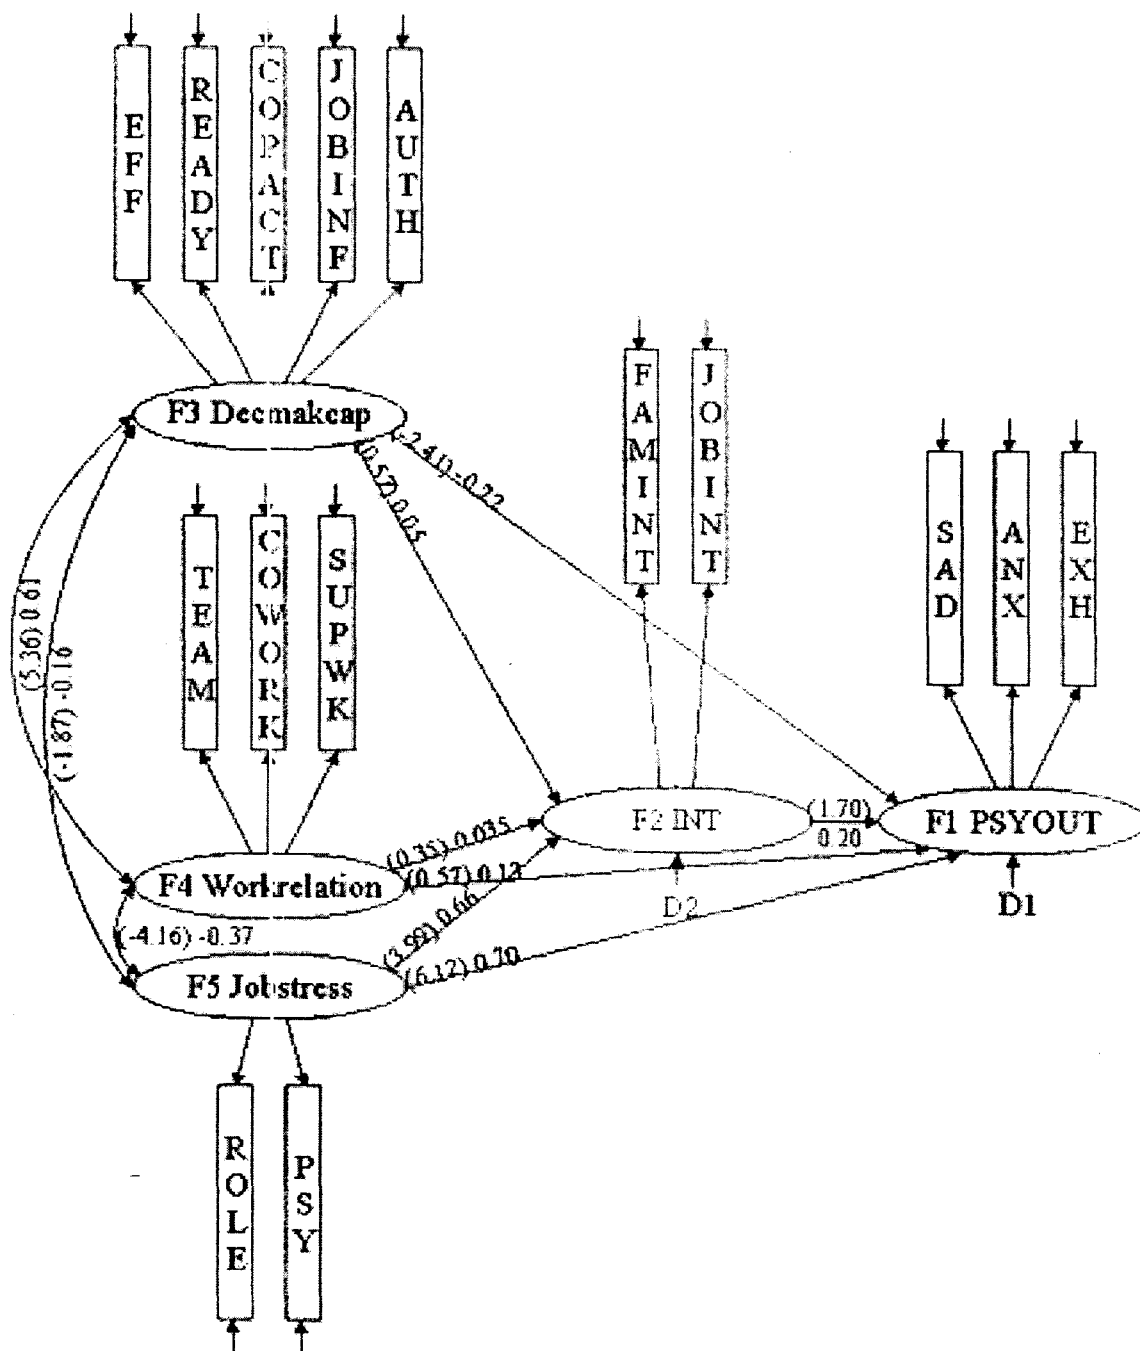 EFF
READY
COPACT
JOBINF
AUTH
F3 Decmakcap
(-2.41) -0.22
(0.57) 0.05
FAMINT
JOBINT
SAD
ANX
EXH
TEAM
COWORK
SUPWK
(5.36) 0.61
(-1.87) -0.16
F2 INT
(1.70)
0.20
F1 PSYOUT
(0.35) 0.035
F4 Workrelation
(0.57) 0.13
D2
D1
(-4.16) -0.37
(3.99) 0.66
F5 Jobstress
(6.12) 0.70
ROLE
PSY